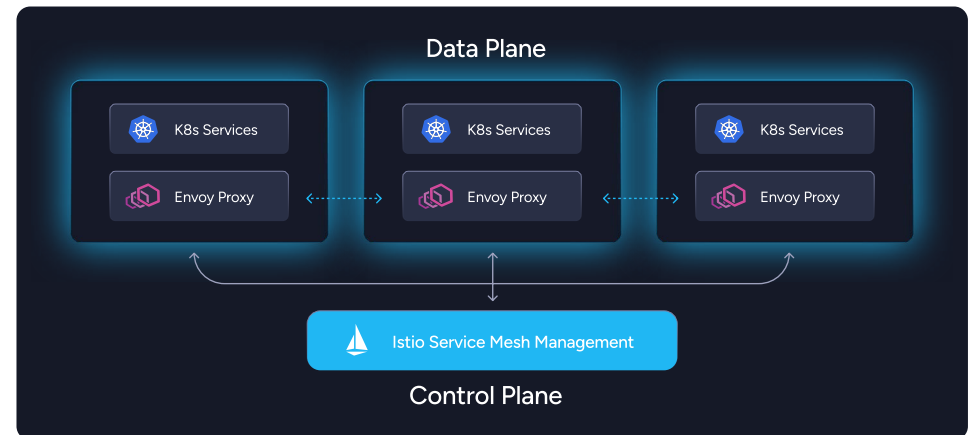 Data Plane
K8s Services
K8s Services
K8s Services
Envoy Proxy
Envoy Proxy
Envoy Proxy
Istio Service Mesh Management
Control Plane